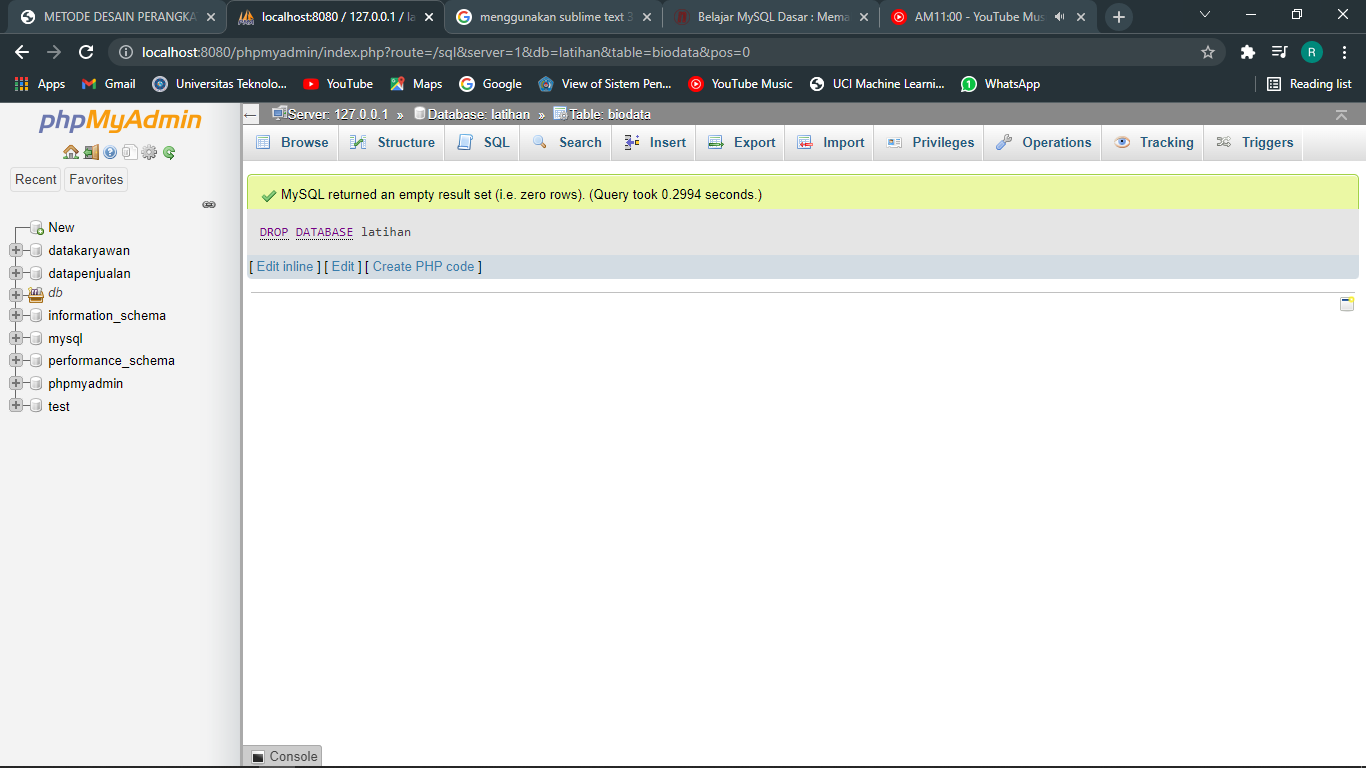 METODE DESAIN PERANGKA
localhost:8080 / 127.0.0.1 / la
menggunakan sublime text 3
Belajar MySQL Dasar : Mema
AM11:00 - YouTube Mus
localhost:8080/phpmyadmin/index.php?route=/sql&server=1&db=latihan&table=biodata&pos=0
R
Apps
Gmail
Universitas Teknolo...
YouTube
Maps
Google
View of Sistem Pen...
YouTube Music
UCI Machine Learni...
1
WhatsApp
Reading list
phpMyAdmin
Recent
Favorites
New
datakaryawan
datapenjualan
db
information_schema
mysql
performance_schema
phpmyadmin
test
Server: 127.0.0.1 » Database: latihan » Table: biodata
Browse
Structure
SQL
Search
Insert
Export
Import
Privileges
Operations
Tracking
Triggers
MySQL returned an empty result set (i.e. zero rows). (Query took 0.2994 seconds.)
DROP DATABASE latihan
[ Edit inline ] [ Edit ] [ Create PHP code ]
Console